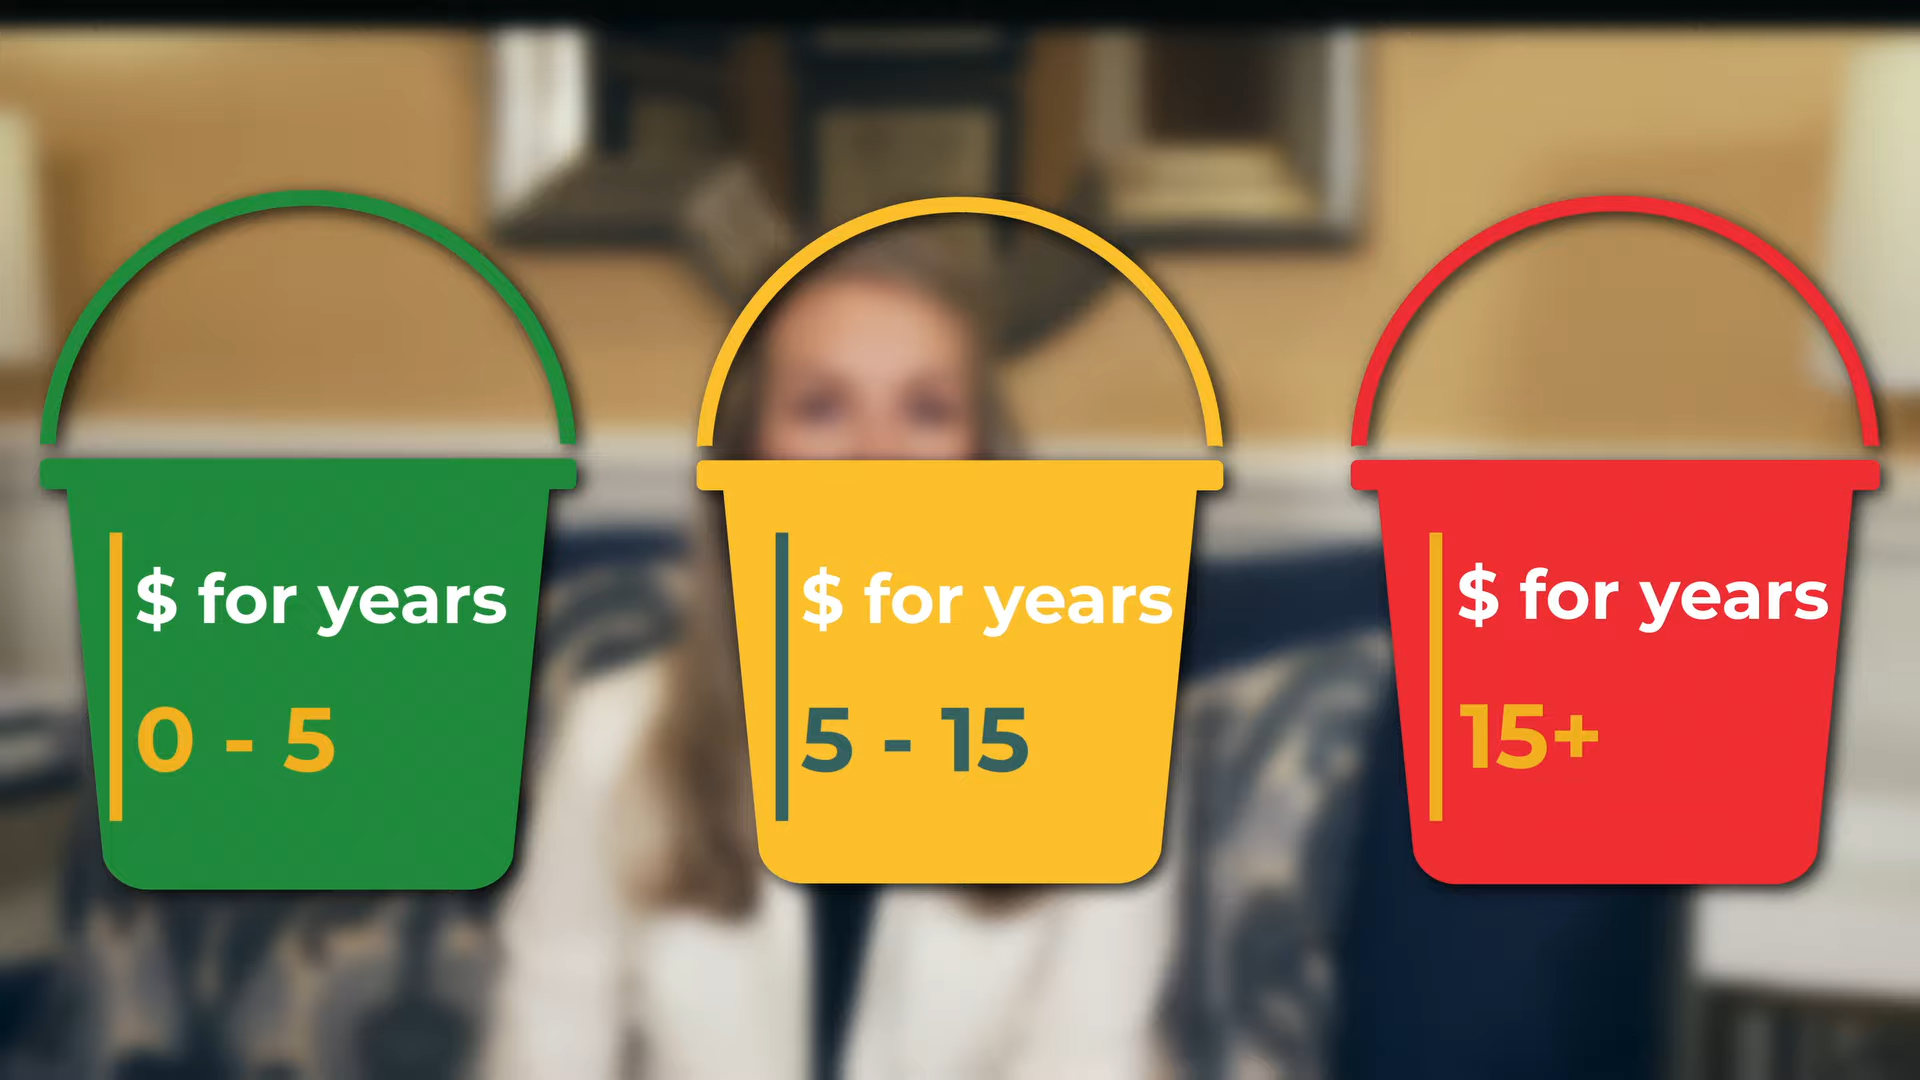 $ for years
0 - 5
$ for years
5 - 15
$ for years
15+